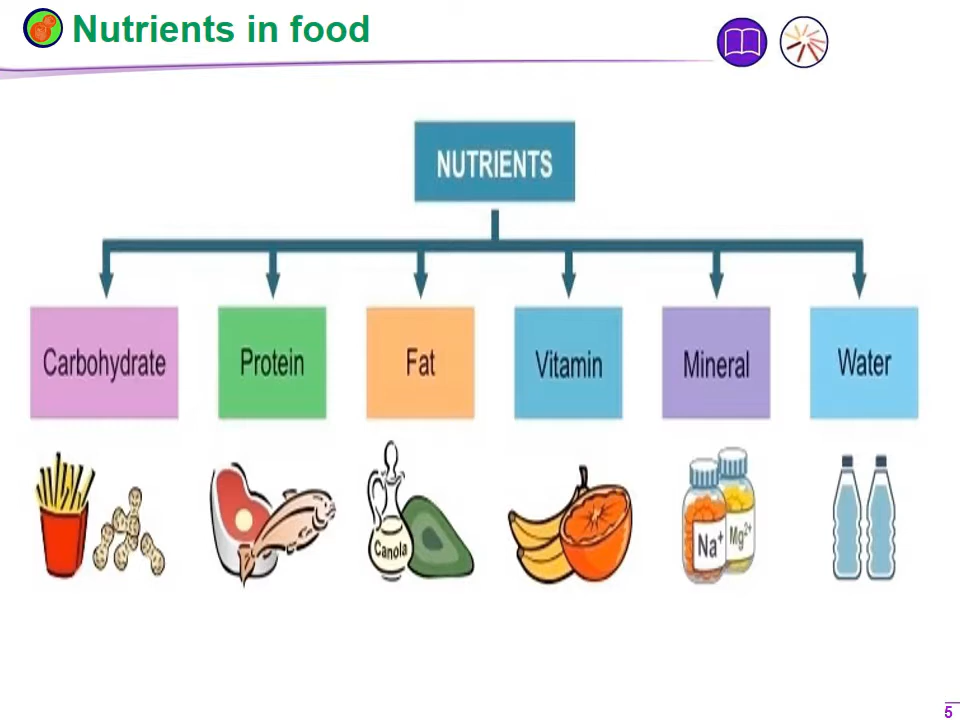 Nutrients in food
NUTRIENTS
Carbohydrate
Protein
Fat
Vitamin
Mineral
Water
Canola
Na+
Mg2+
5